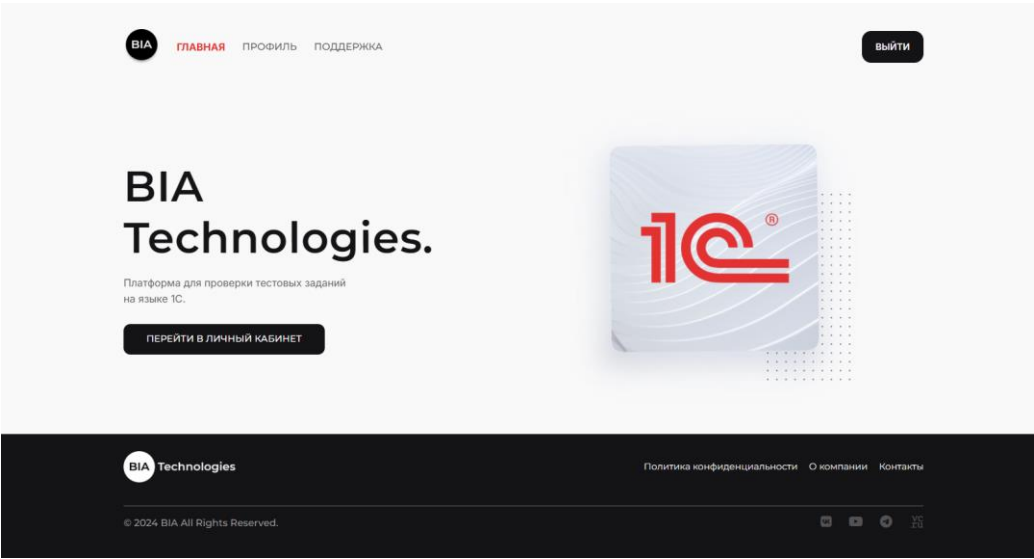 BIA
ГЛАВНАЯ ПРОФИЛЬ ПОДДЕРЖКА
ВЫЙТИ
BIA
Technologies.
Платформа для проверки тестовых заданий
на языке 1С.
ПЕРЕЙТИ В ЛИЧНЫЙ КАБИНЕТ
1С ®
BIA Technologies
Политика конфиденциальности О компании Контакты
© 2024 BIA All Rights Reserved.